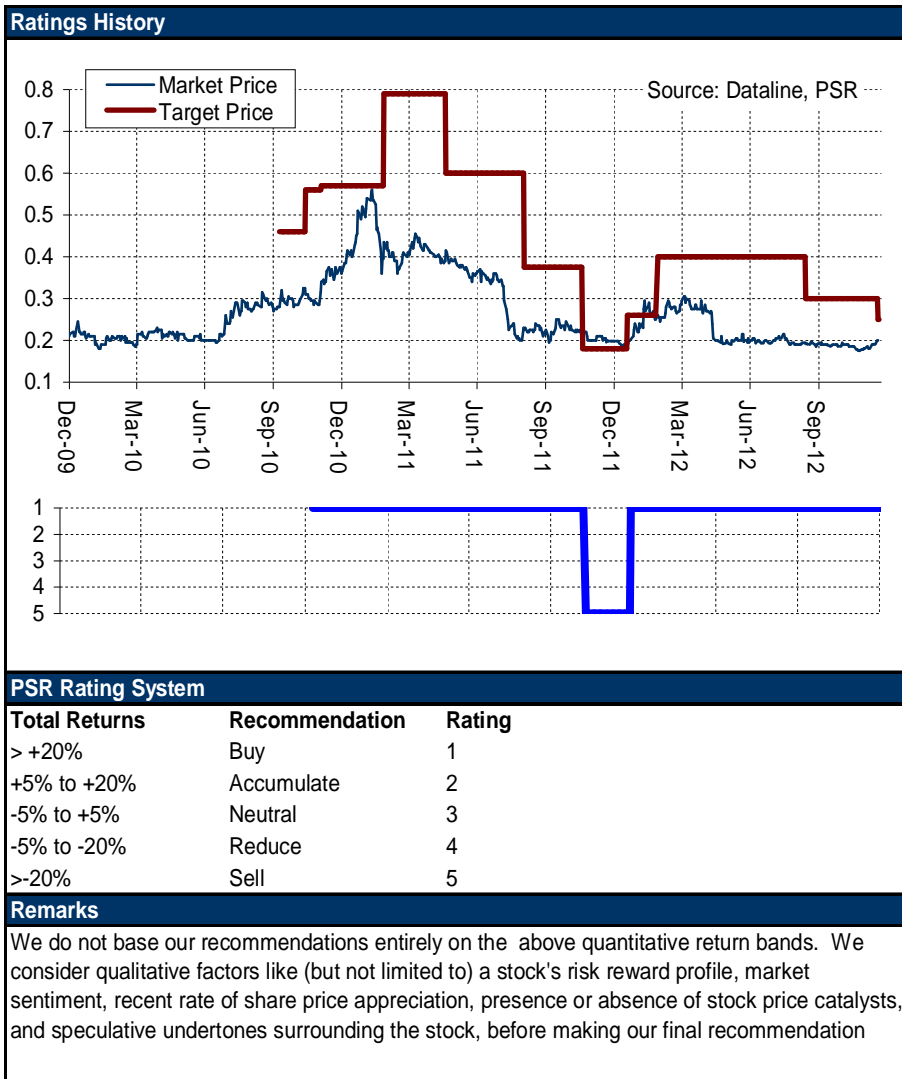 Ratings History
Market Price
Target Price
Source: Dataline, PSR
0.8
0.7
0.6
0.5
0.4
0.3
0.2
0.1
Dec-09
Mar-10
Jun-10
Sep-10
Dec-10
Mar-11
Jun-11
Sep-11
Dec-11
Mar-12
Jun-12
Sep-12
1
2
3
4
5
PSR Rating System
Total Returns Recommendation Rating
> +20% Buy 1
+5% to +20% Accumulate 2
-5% to +5% Neutral 3
-5% to -20% Reduce 4
>-20% Sell 5
Remarks
We do not base our recommendations entirely on the above quantitative return bands. We
consider qualitative factors like (but not limited to) a stock's risk reward profile, market
sentiment, recent rate of share price appreciation, presence or absence of stock price catalysts,
and speculative undertones surrounding the stock, before making our final recommendation